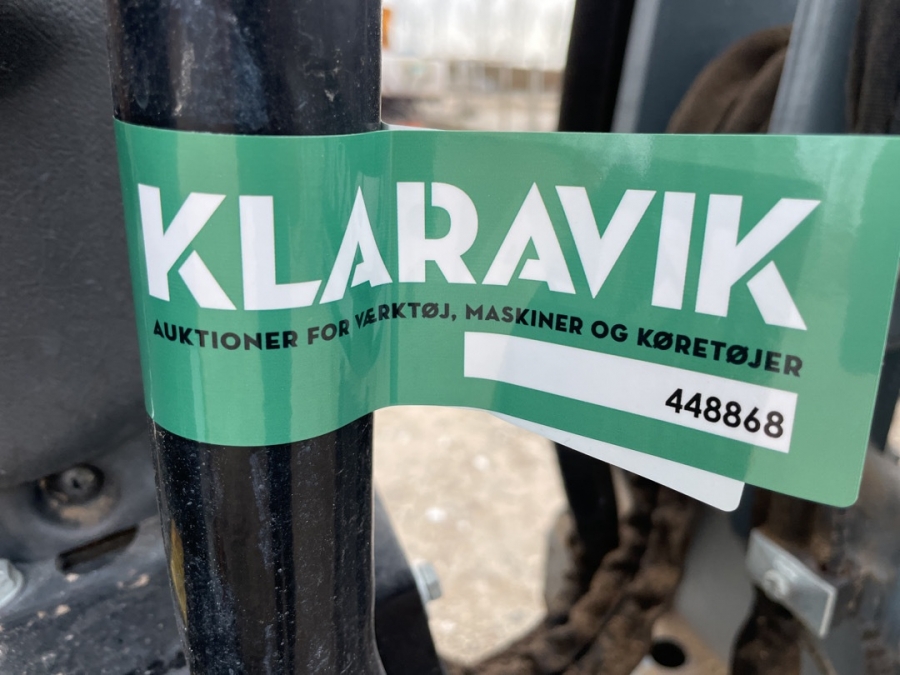 KLARAVIK
AUKTIONER FOR VÆRKTØJ, MASKINER OG KØRETØJER
448868